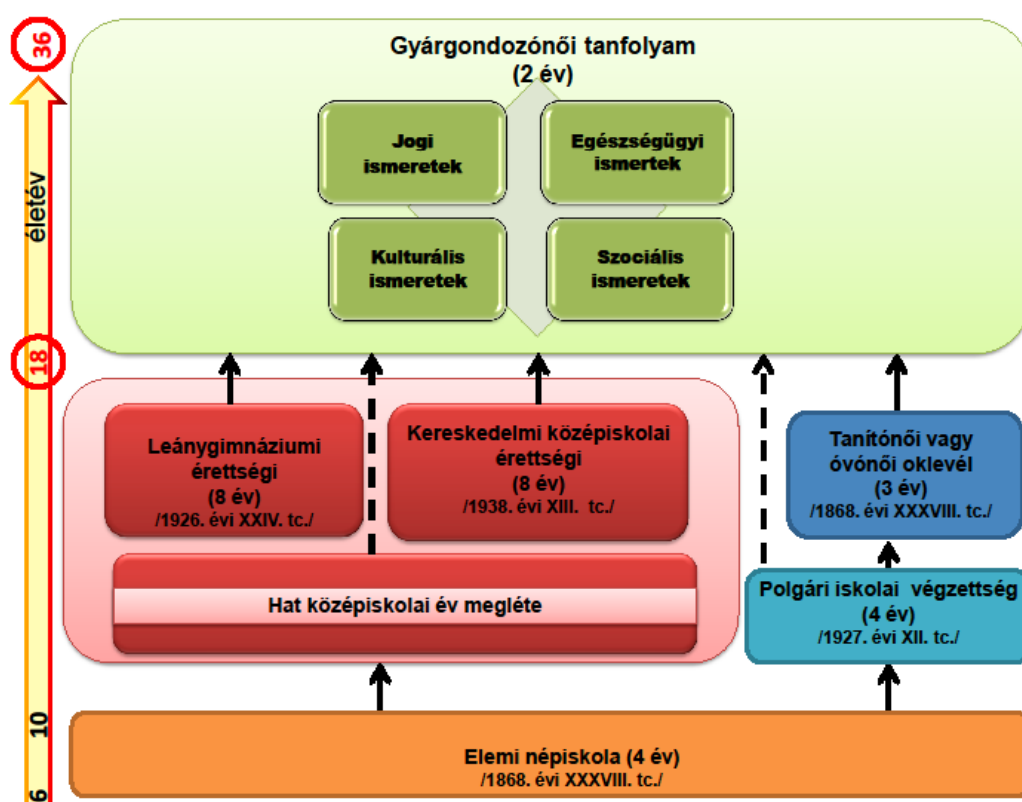 36
Gyárgondozónői tanfolyam
(2 év)
Jogi
ismeretek
Egészségügyi
ismertek
Kulturális
ismeretek
Szociális
ismeretek
életév
18
Leánygimnáziumi
érettségi
(8 év)
/1926. évi XXIV. tc./
Kereskedelmi középiskolai
érettségi
(8 év)
/1938. évi XIII. tc./
Tanítónői vagy
óvónői oklevél
(3 év)
/1868. évi XXXVIII. tc./
Hat középiskolai év megléte
Polgári iskolai végzettség
(4 év)
/1927. évi XII. tc./
10
Elemi népiskola (4 év)
/1868. évi XXXVIII. tc./
6